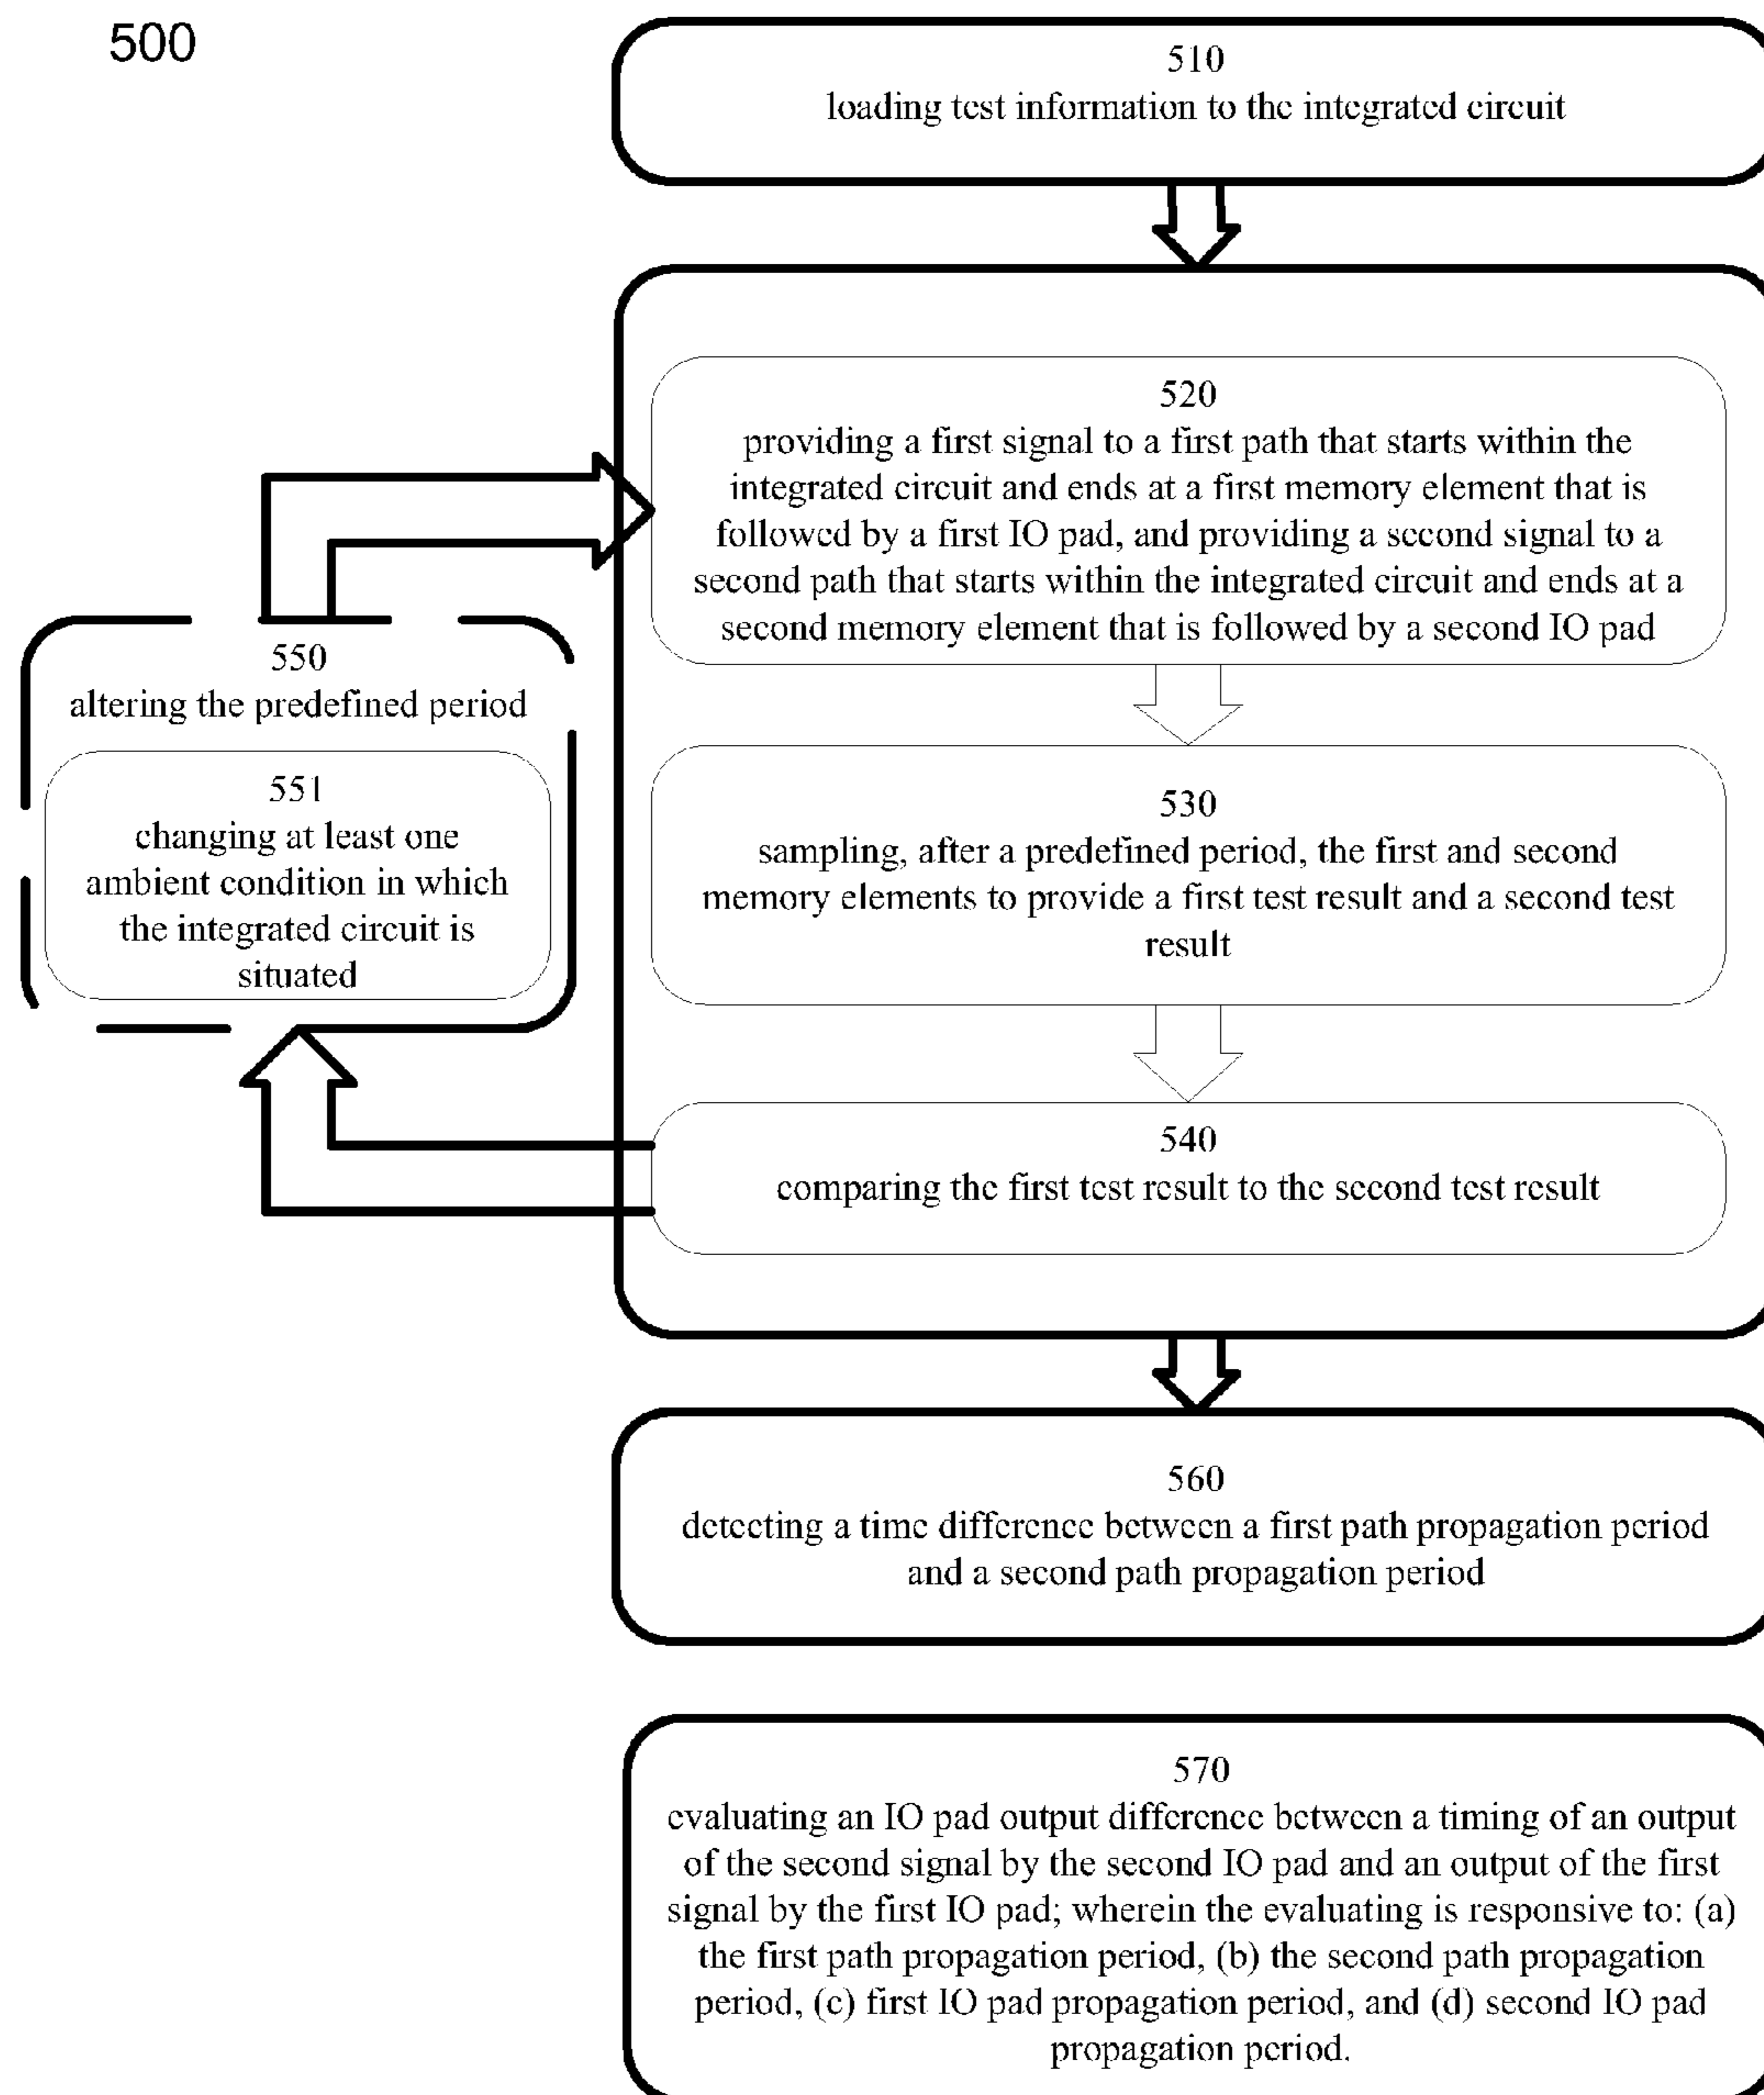 500
510
loading test information to the integrated circuit
520
providing a first signal to a first path that starts within the
integrated circuit and ends at a first memory element that is
followed by a first IO pad, and providing a second signal to a
second path that starts within the integrated circuit and ends at a
second memory element that is followed by a second IO pad
530
sampling, after a predefined period, the first and second
memory elements to provide a first test result and a second test
result
540
comparing the first test result to the second test result
550
altering the predefined period
551
changing at least one
ambient condition in which
the integrated circuit is
situated
560
detecting a time difference between a first path propagation period
and a second path propagation period
570
evaluating an IO pad output difference between a timing of an output
of the second signal by the second IO pad and an output of the first
signal by the first IO pad; wherein the evaluating is responsive to: (a)
the first path propagation period, (b) the second path propagation
period, (c) first IO pad propagation period, and (d) second IO pad
propagation period.